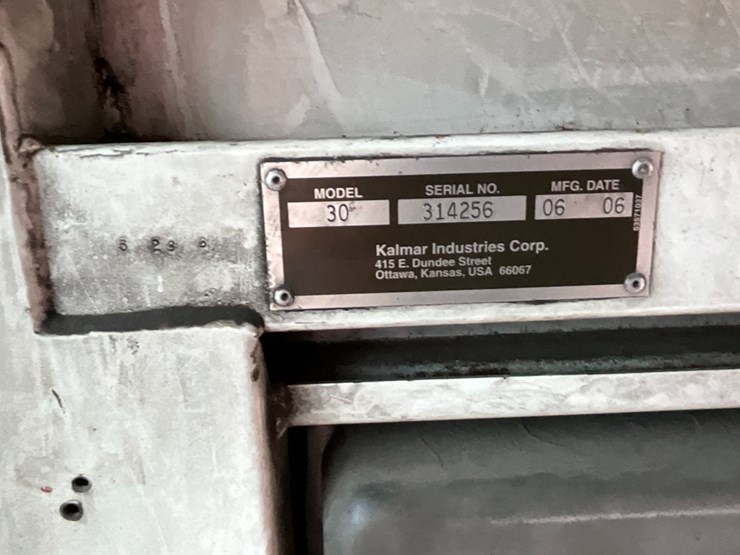 MODEL SERIAL NO. MFG. DATE
30 314256 06 06
Kalmar Industries Corp.
415 E. Dundee Street
Ottawa, Kansas, USA 66067